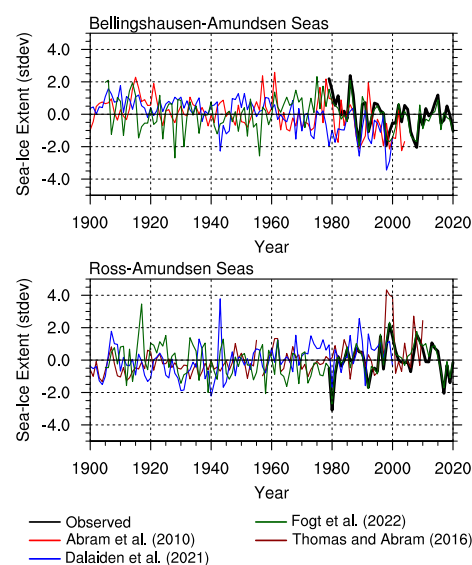 Bellingshausen-Amundsen Seas
Sea-Ice Extent (stdev)
4.0
2.0
0.0
-2.0
-4.0
1900 1920 1940 1960 1980 2000 2020
Year
Ross-Amundsen Seas
Sea-Ice Extent (stdev)
4.0
2.0
0.0
-2.0
-4.0
1900 1920 1940 1960 1980 2000 2020
Year
Observed
Abram et al. (2010)
Dalaiden et al. (2021)
Fogt et al. (2022)
Thomas and Abram (2016)